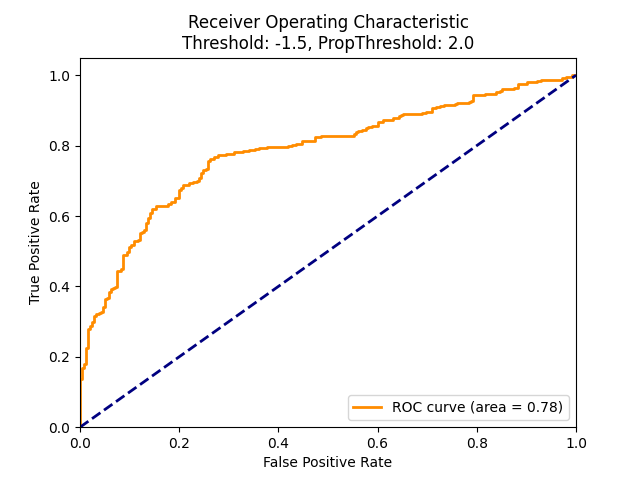 Receiver Operating Characteristic
Threshold: -1.5, PropThreshold: 2.0
1.0
0.8
0.6
0.4
0.2
0.0
True Positive Rate
ROC curve (area = 0.78)
0.0 0.2 0.4 0.6 0.8 1.0
False Positive Rate